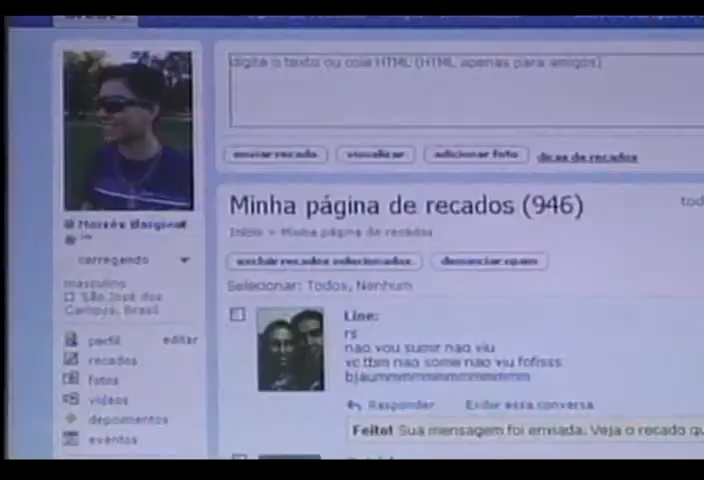 digite o texto ou cole HTML (HTML apenas para amigos)
enviar recado
visualizar
adicionar foto
dicas de recados
Minha página de recados (946)
Início > Minha página de recados
excluir recados selecionados
denunciar spam
Selecionar: Todos, Nenhum
carregando
masculino
São José dos
Campos, Brasil
perfil
editar
recados
fotos
vídeos
depoimentos
eventos
Line:
rs
nao vou sumir nao viu
vc tbm nao some nao viu fofisss
Responder
Exibir essa conversa
Feito! Sua mensagem foi enviada. Veja o recado